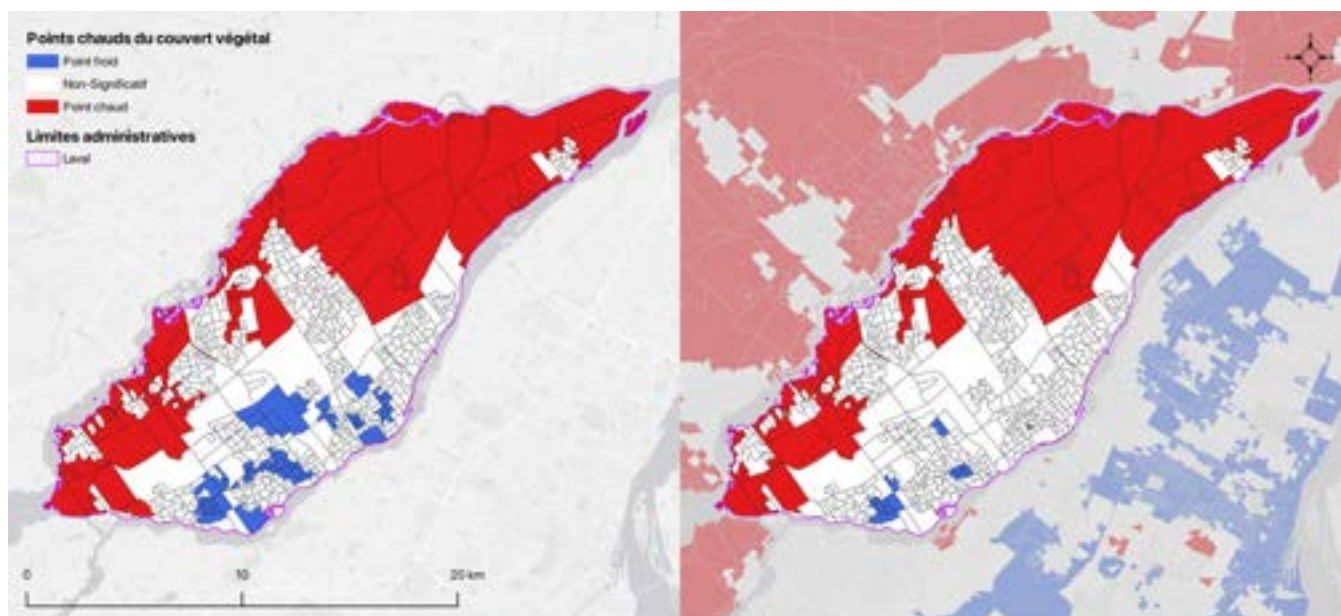 Points chauds du couvert végétal
Point froid
Non-Significatif
Point chaud
Limites administratives
Laval
0 10 20 km